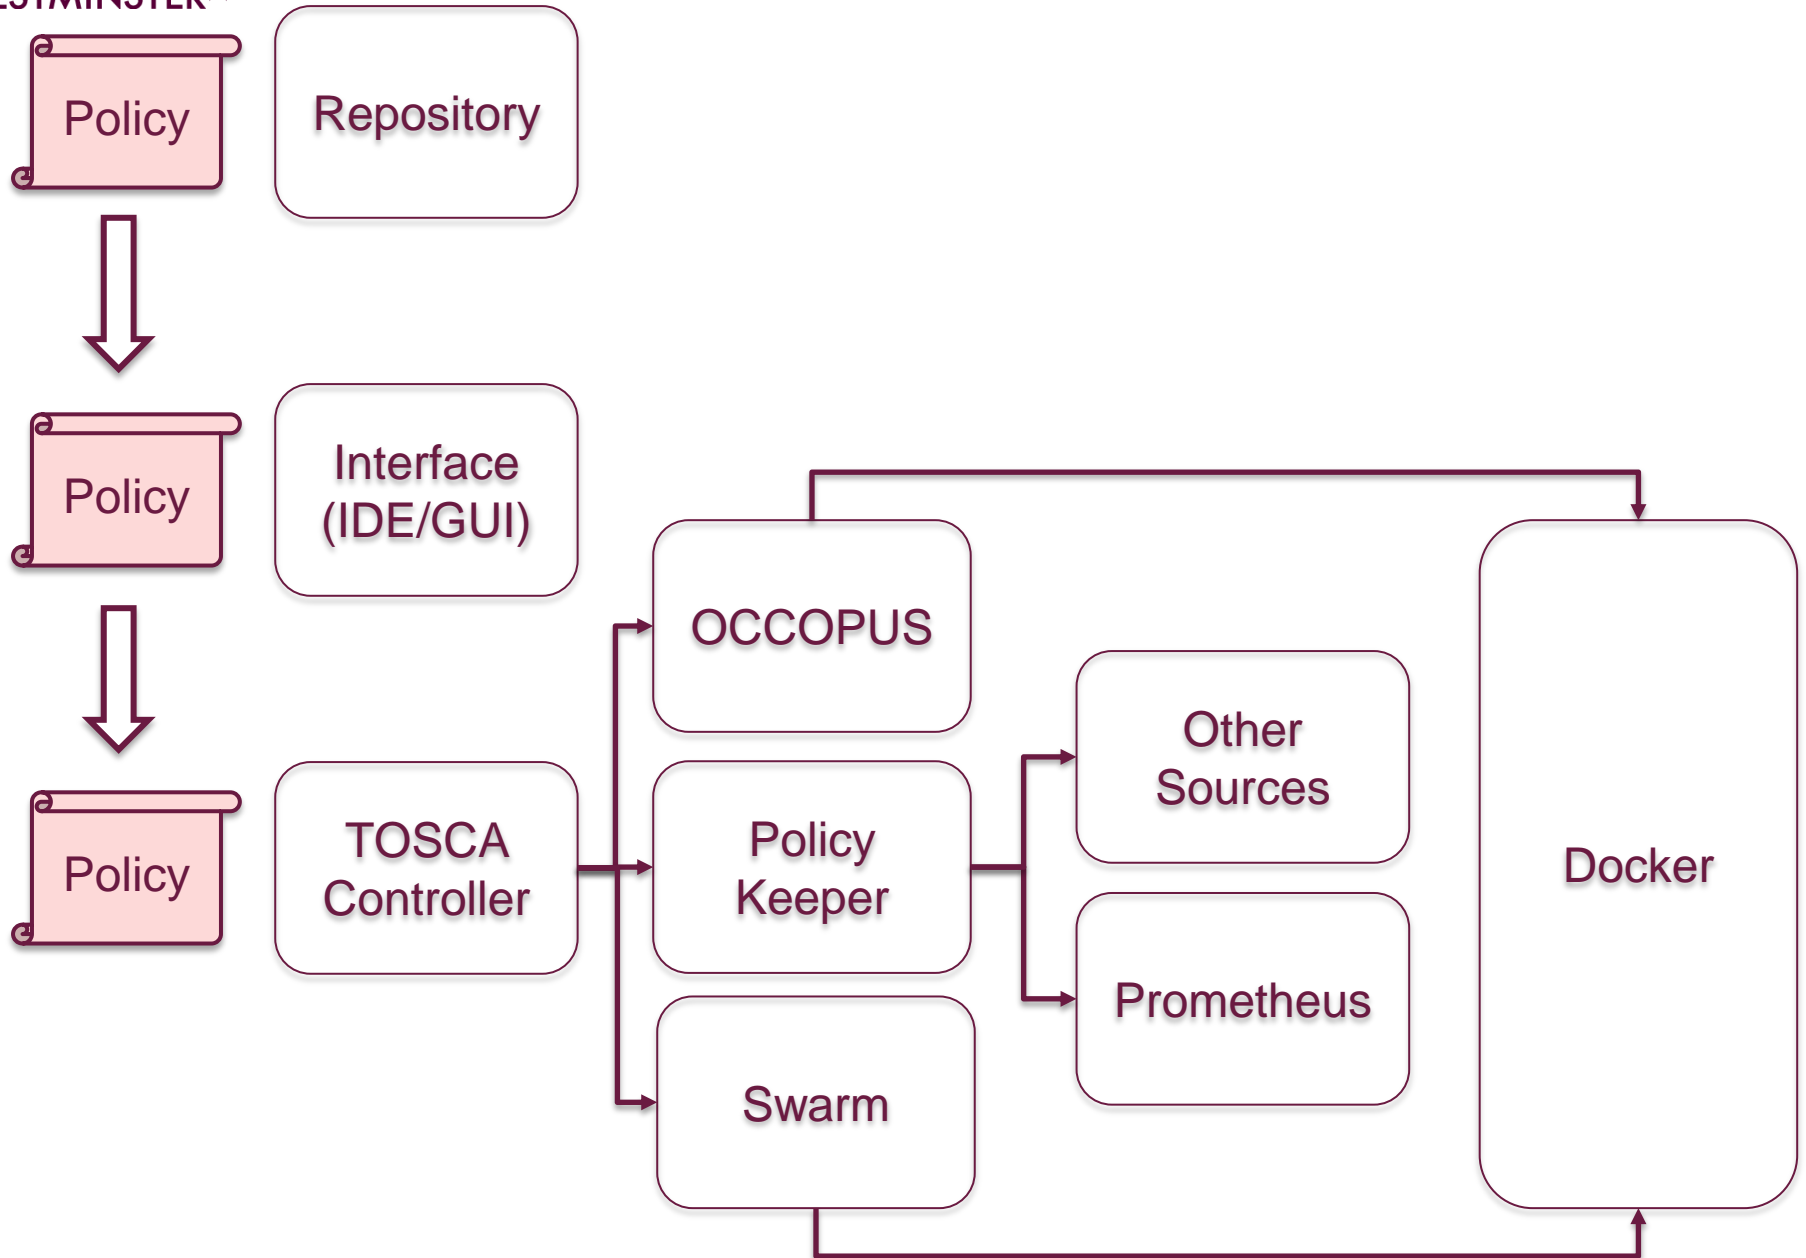 Policy
Repository
Policy
Interface
(IDE/GUI)
OCCOPUS
Other
Sources
Policy
TOSCA
Controller
Policy
Keeper
Docker
Prometheus
Swarm